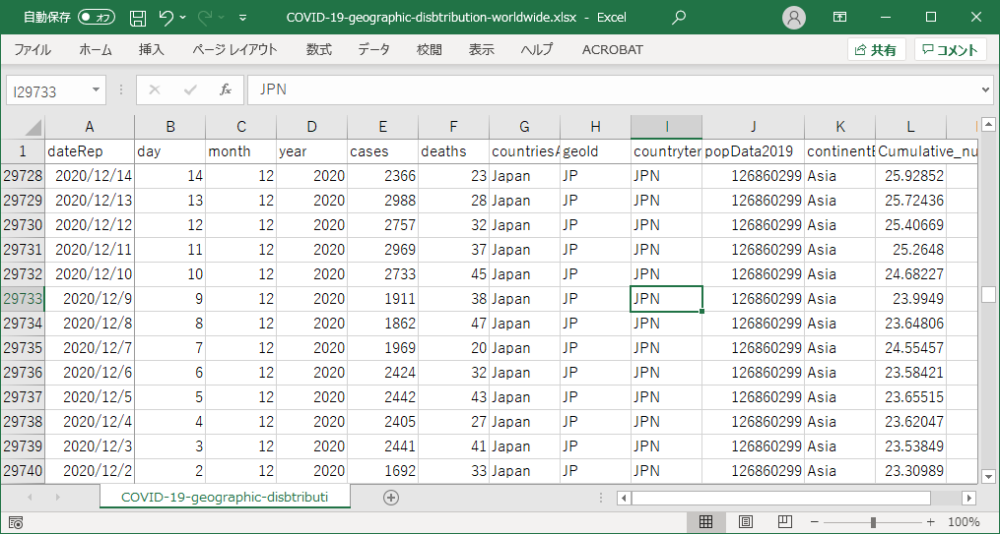 自動保存 オフ COVID-19-geographic-disbtribution-worldwide.xlsx - Excel
ファイル ホーム 挿入 ページ レイアウト 数式 データ 校閲 表示 ヘルプ ACROBAT 共有 コメント
I29733 fx JPN
A B C D E F G H I J K L
1 dateRep day month year cases deaths countriesA geoId countryter popData2019 continentE Cumulative_nu
29728 2020/12/14 14 12 2020 2366 23 Japan JP JPN 126860299 Asia 25.92852
29729 2020/12/13 13 12 2020 2988 28 Japan JP JPN 126860299 Asia 25.72436
29730 2020/12/12 12 12 2020 2757 32 Japan JP JPN 126860299 Asia 25.40669
29731 2020/12/11 11 12 2020 2969 37 Japan JP JPN 126860299 Asia 25.2648
29732 2020/12/10 10 12 2020 2733 45 Japan JP JPN 126860299 Asia 24.68227
29733 2020/12/9 9 12 2020 1911 38 Japan JP JPN 126860299 Asia 23.9949
29734 2020/12/8 8 12 2020 1862 47 Japan JP JPN 126860299 Asia 23.64806
29735 2020/12/7 7 12 2020 1969 20 Japan JP JPN 126860299 Asia 24.55457
29736 2020/12/6 6 12 2020 2424 32 Japan JP JPN 126860299 Asia 23.58421
29737 2020/12/5 5 12 2020 2442 43 Japan JP JPN 126860299 Asia 23.65515
29738 2020/12/4 4 12 2020 2405 27 Japan JP JPN 126860299 Asia 23.62047
29739 2020/12/3 3 12 2020 2441 41 Japan JP JPN 126860299 Asia 23.53849
29740 2020/12/2 2 12 2020 1692 33 Japan JP JPN 126860299 Asia 23.30989
COVID-19-geographic-disbtributi
100%